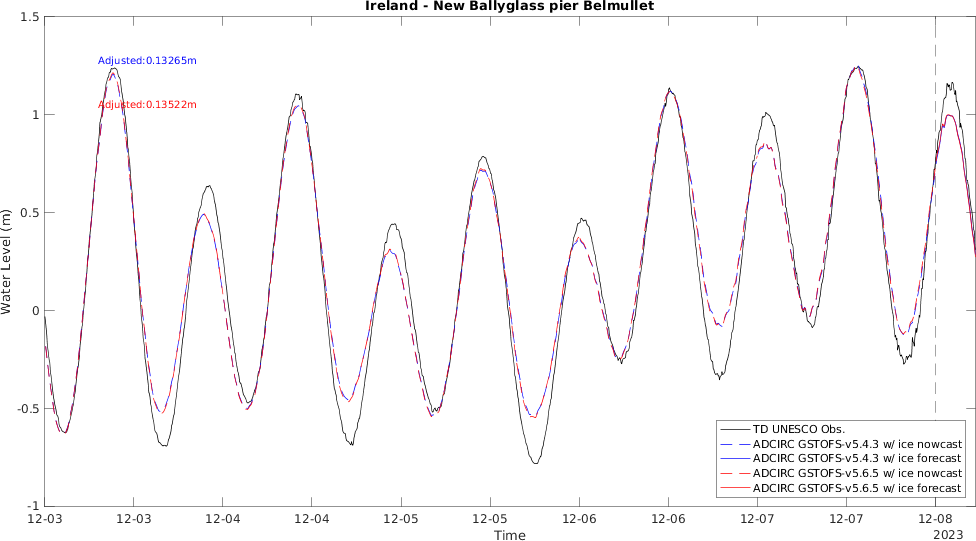 Ireland - New Ballyglass pier Belmullet
1.5
1
0.5
0
-0.5
-1
Water Level (m)
Adjusted:0.13265m
Adjusted:0.13522m
TD UNESCO Obs.
ADCIRC GSTOFS-v5.4.3 w/ ice nowcast
ADCIRC GSTOFS-v5.4.3 w/ ice forecast
ADCIRC GSTOFS-v5.6.5 w/ ice nowcast
ADCIRC GSTOFS-v5.6.5 w/ ice forecast
12-03 12-03 12-04 12-04 12-05 12-05 12-06 12-06 12-07 12-07 12-08
2023
Time